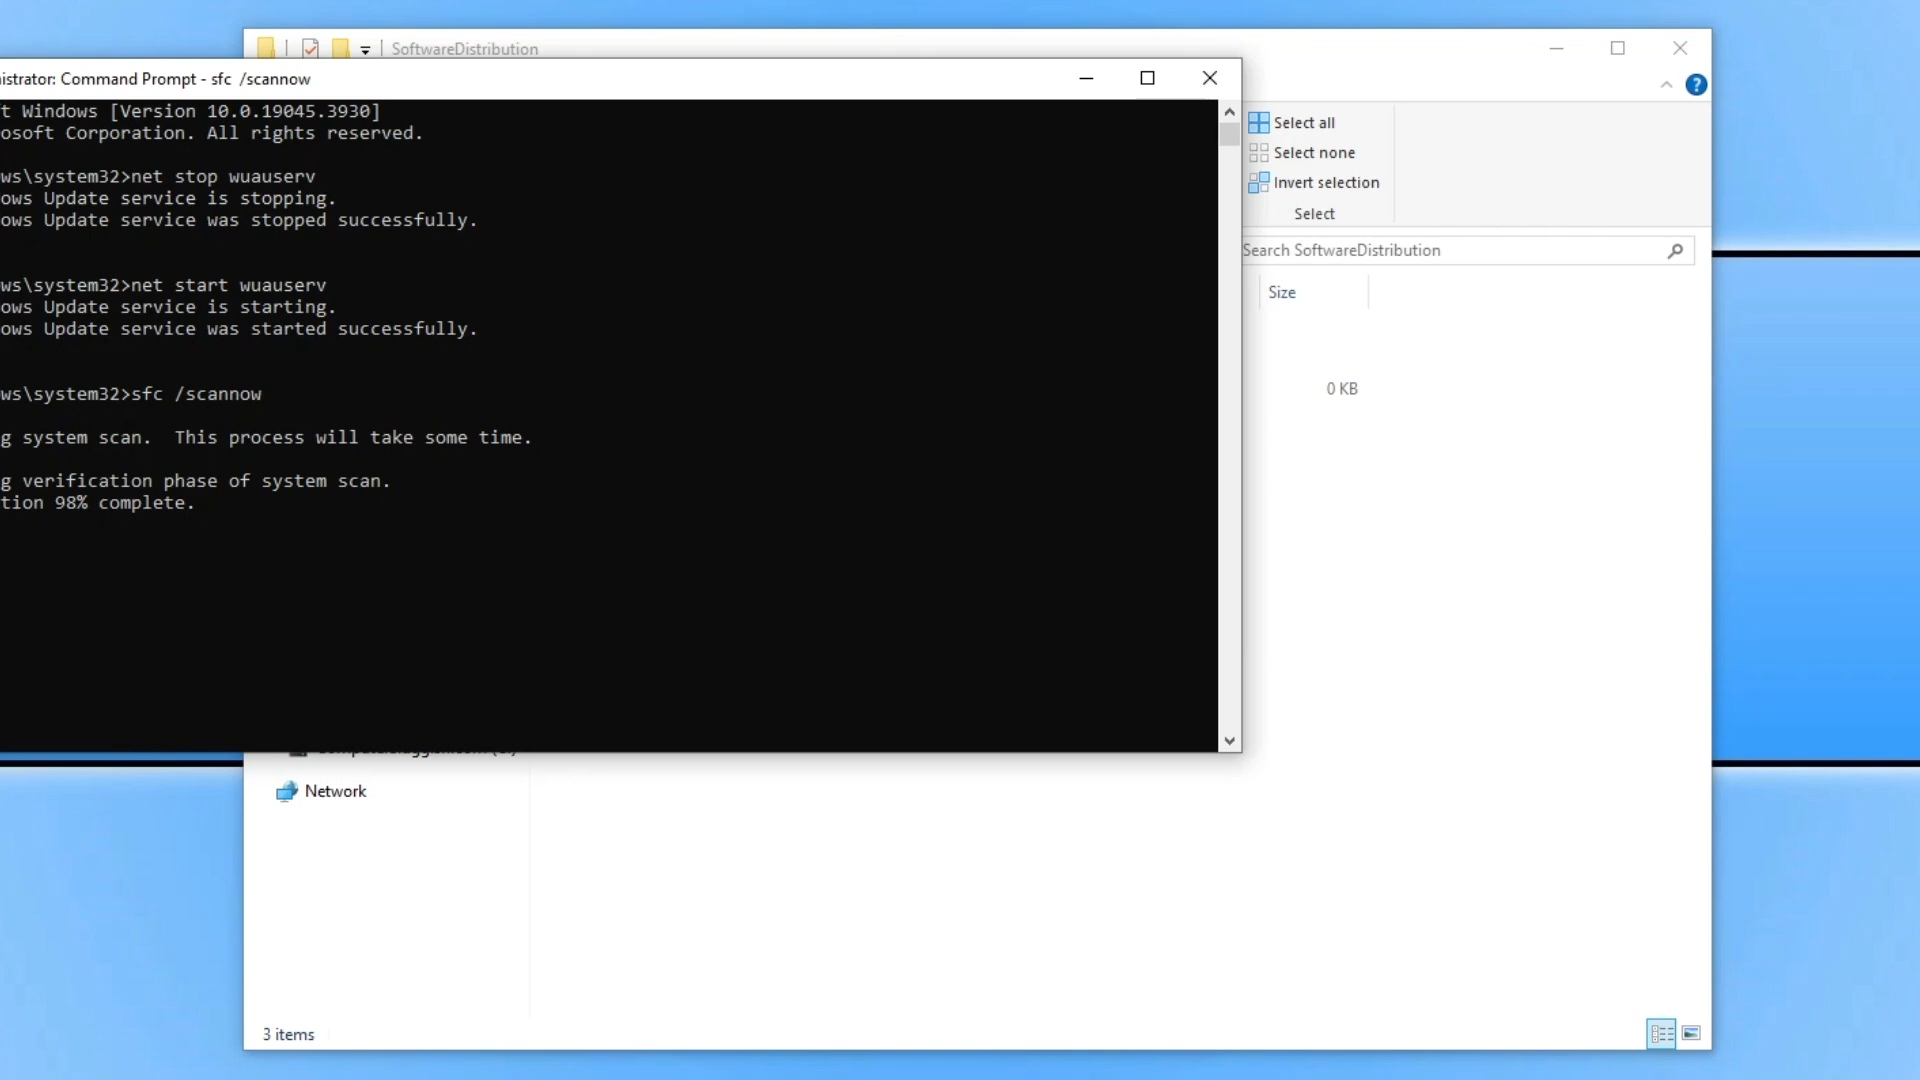 SoftwareDistribution
istrator: Command Prompt - sfc /scannow
t Windows [Version 10.0.19045.3930]
osoft Corporation. All rights reserved.
ws\system32>net stop wuauserv
ows Update service is stopping.
ows Update service was stopped successfully.
ws\system32>net start wuauserv
ows Update service is starting.
ows Update service was started successfully.
ws\system32>sfc /scannow
g system scan.  This process will take some time.
g verification phase of system scan.
tion 98% complete.
Select all
Select none
Invert selection
Select
Search SoftwareDistribution
Size
0 KB
Network
3 items